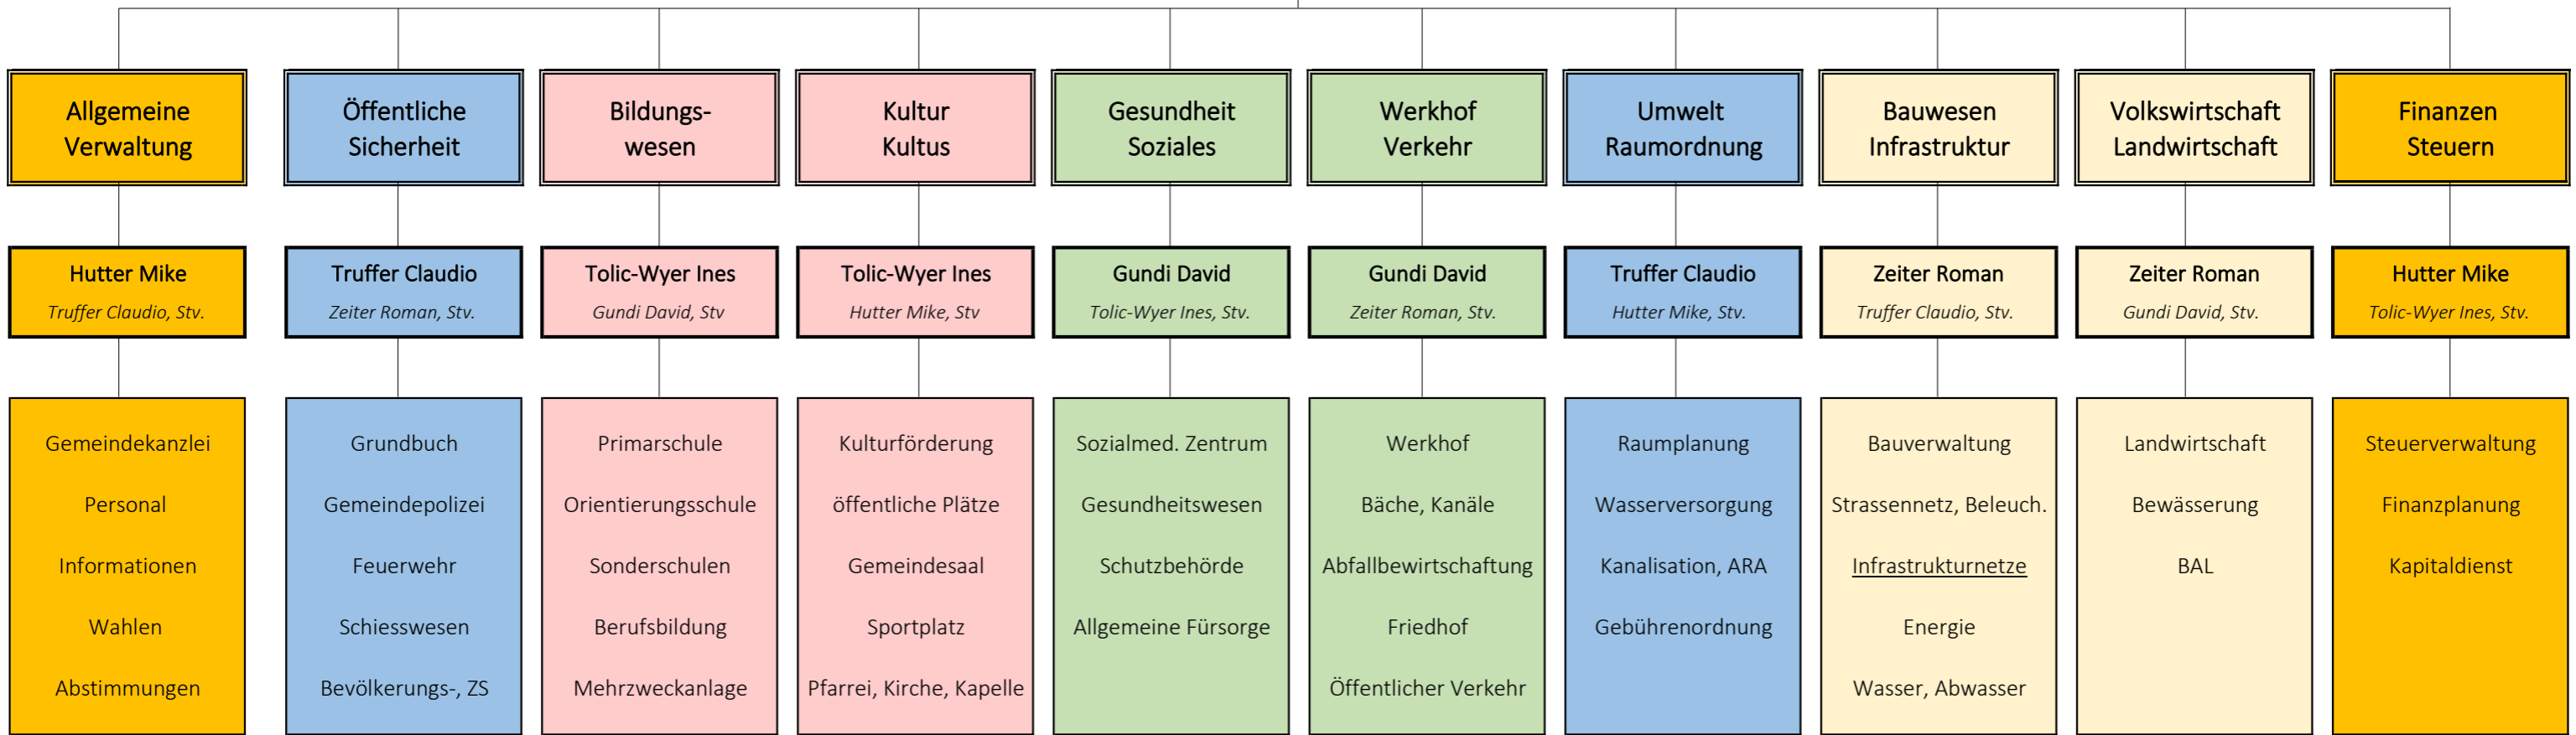 Allgemeine
Verwaltung
Öffentliche
Sicherheit
Bildungs-
wesen
Kultur
Kultus
Gesundheit
Soziales
Werkhof
Verkehr
Umwelt
Raumordnung
Bauwesen
Infrastruktur
Volkswirtschaft
Landwirtschaft
Finanzen
Steuern
Hutter Mike
Truffer Claudio, Stv.
Truffer Claudio
Zeiter Roman, Stv.
Tolic-Wyer Ines
Gundi David, Stv
Tolic-Wyer Ines
Hutter Mike, Stv
Gundi David
Tolic-Wyer Ines, Stv.
Gundi David
Zeiter Roman, Stv.
Truffer Claudio
Hutter Mike, Stv.
Zeiter Roman
Truffer Claudio, Stv.
Zeiter Roman
Gundi David, Stv.
Hutter Mike
Tolic-Wyer Ines, Stv.
Gemeindekanzlei
Personal
Informationen
Wahlen
Abstimmungen
Grundbuch
Gemeindepolizei
Feuerwehr
Schiesswesen
Bevölkerungs-, ZS
Primarschule
Orientierungsschule
Sonderschulen
Berufsbildung
Mehrzweckanlage
Kulturförderung
öffentliche Plätze
Gemeindesaal
Sportplatz
Pfarrei, Kirche, Kapelle
Sozialmed. Zentrum
Gesundheitswesen
Schutzbehörde
Allgemeine Fürsorge
Werkhof
Bäche, Kanäle
Abfallbewirtschaftung
Friedhof
Öffentlicher Verkehr
Raumplanung
Wasserversorgung
Kanalisation, ARA
Gebührenordnung
Bauverwaltung
Strassennetz, Beleuch.
Infrastrukturnetze
Energie
Wasser, Abwasser
Landwirtschaft
Bewässerung
BAL
Steuerverwaltung
Finanzplanung
Kapitaldienst